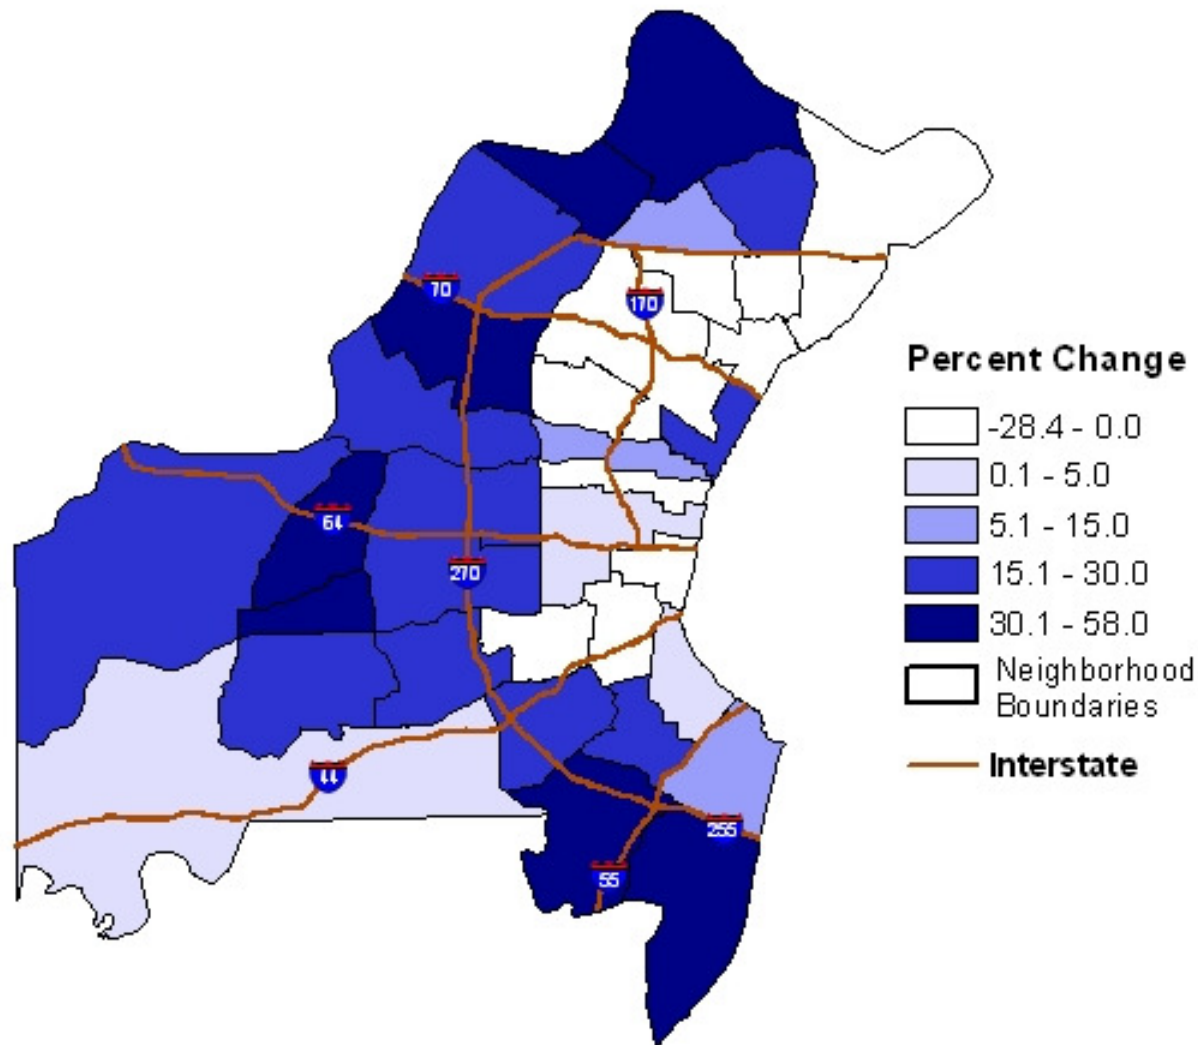 70
170
64
270
44
255
55
Percent Change
-28.4 - 0.0
0.1 - 5.0
5.1 - 15.0
15.1 - 30.0
30.1 - 58.0
Neighborhood
Boundaries
Interstate